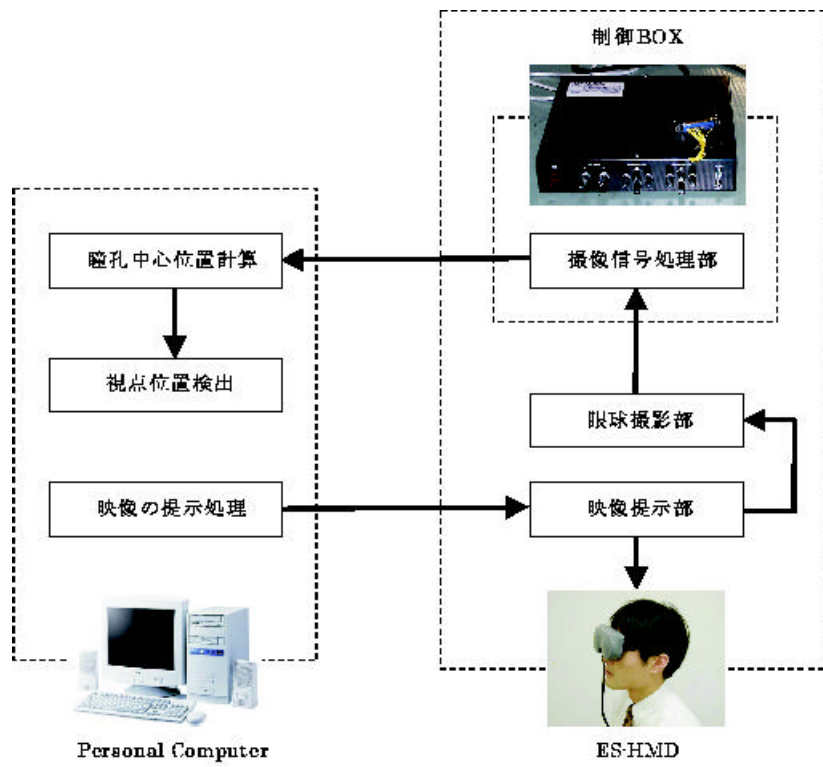 制御BOX
瞳孔中心位置計算
撮像信号処理部
視点位置検出
眼球撮影部
映像の提示処理
映像提示部
Personal Computer
ES-HMD